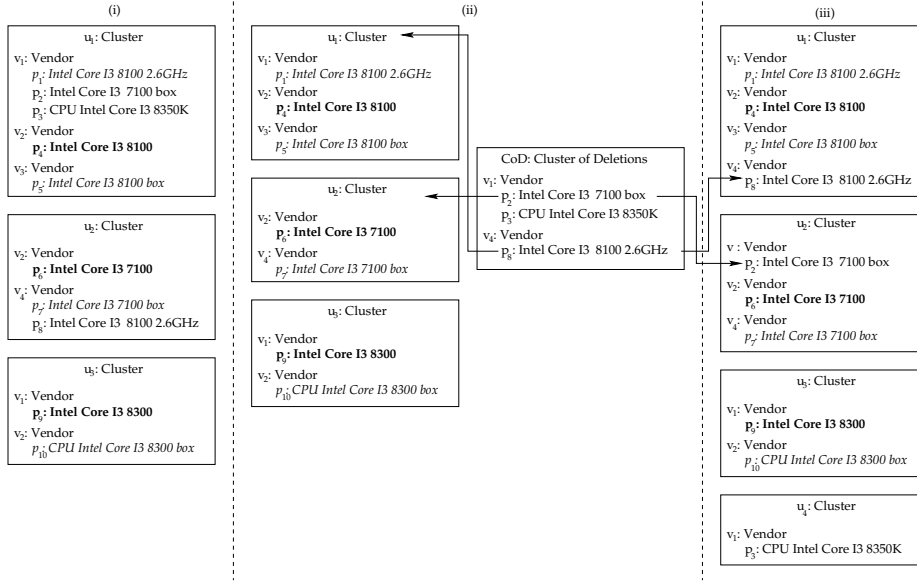 (i)
u1: Cluster
v1: Vendor
p1: Intel Core I3 8100 2.6GHz
p2: Intel Core I3 7100 box
p3: CPU Intel Core I3 8350K
v2: Vendor
p4: Intel Core I3 8100
v3: Vendor
p5: Intel Core I3 8100 box
u2: Cluster
v2: Vendor
p6: Intel Core I3 7100
v4: Vendor
p7: Intel Core I3 7100 box
p8: Intel Core I3 8100 2.6GHz
u3: Cluster
v1: Vendor
p9: Intel Core I3 8300
v2: Vendor
p10: CPU Intel Core I3 8300 box
(ii)
u1: Cluster
v1: Vendor
p1: Intel Core I3 8100 2.6GHz
v2: Vendor
p4: Intel Core I3 8100
v3: Vendor
p5: Intel Core I3 8100 box
u2: Cluster
v2: Vendor
p6: Intel Core I3 7100
v4: Vendor
p7: Intel Core I3 7100 box
u3: Cluster
v1: Vendor
p9: Intel Core I3 8300
v2: Vendor
p10: CPU Intel Core I3 8300 box
CoD: Cluster of Deletions
v1: Vendor
p2: Intel Core I3 7100 box
p3: CPU Intel Core I3 8350K
v4: Vendor
p8: Intel Core I3 8100 2.6GHz
(iii)
u1: Cluster
v1: Vendor
p1: Intel Core I3 8100 2.6GHz
v2: Vendor
p4: Intel Core I3 8100
v3: Vendor
p5: Intel Core I3 8100 box
v4: Vendor
p8: Intel Core I3 8100 2.6GHz
u2: Cluster
v : Vendor
p2: Intel Core I3 7100 box
v2: Vendor
p6: Intel Core I3 7100
v4: Vendor
p7: Intel Core I3 7100 box
u3: Cluster
v1: Vendor
p9: Intel Core I3 8300
v2: Vendor
p10: CPU Intel Core I3 8300 box
u4: Cluster
v1: Vendor
p3: CPU Intel Core I3 8350K